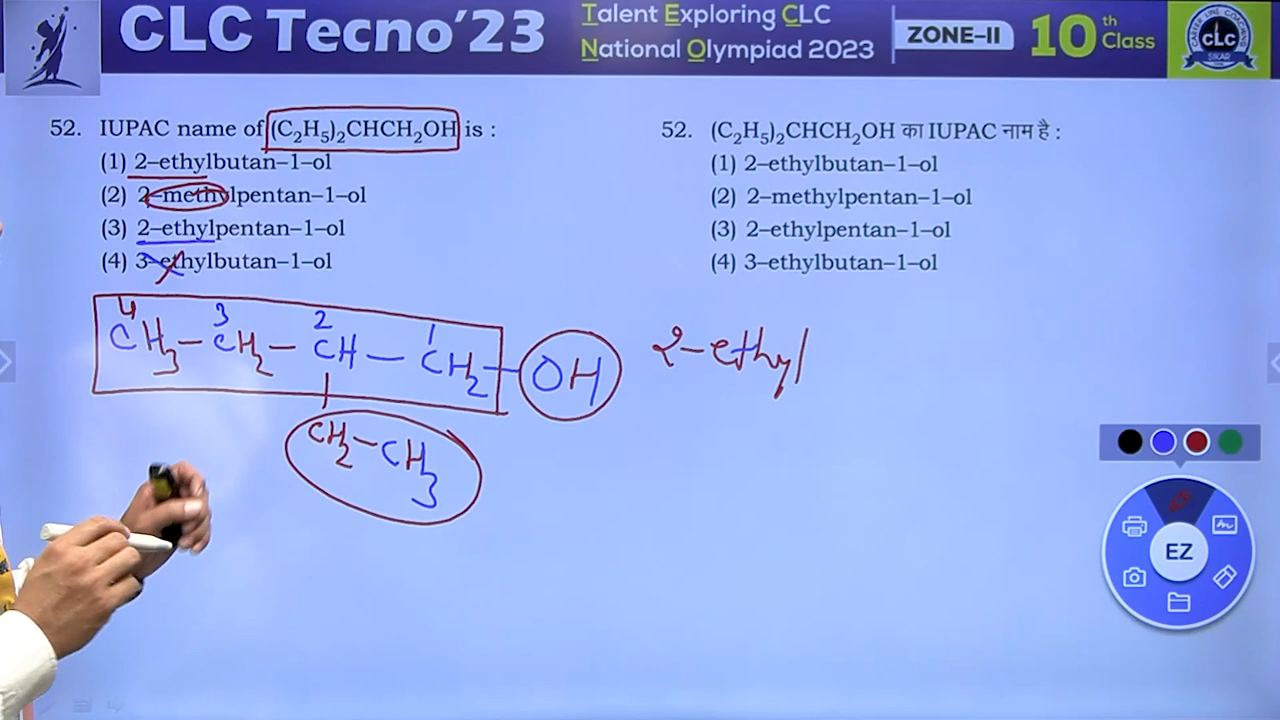 CLC Tecno'23
Talent Exploring CLC
National Olympiad 2023
ZONE-II
10th Class
CAREER LINE COACHING
CLC
SIKAR
52. IUPAC name of (C₂H₅)₂CHCH₂OH is :
(1) 2–ethylbutan–1–ol
(2) 2–methylpentan–1–ol
(3) 2–ethylpentan–1–ol
(4) 3–ethylbutan–1–ol
52. (C₂H₅)₂CHCH₂OH का IUPAC नाम है :
(1) 2–ethylbutan–1–ol
(2) 2–methylpentan–1–ol
(3) 2–ethylpentan–1–ol
(4) 3–ethylbutan–1–ol
4 3 2 1
CH₃ – CH₂ – CH – CH₂ – OH
CH₂ – CH₃
2-ethyl
EZ